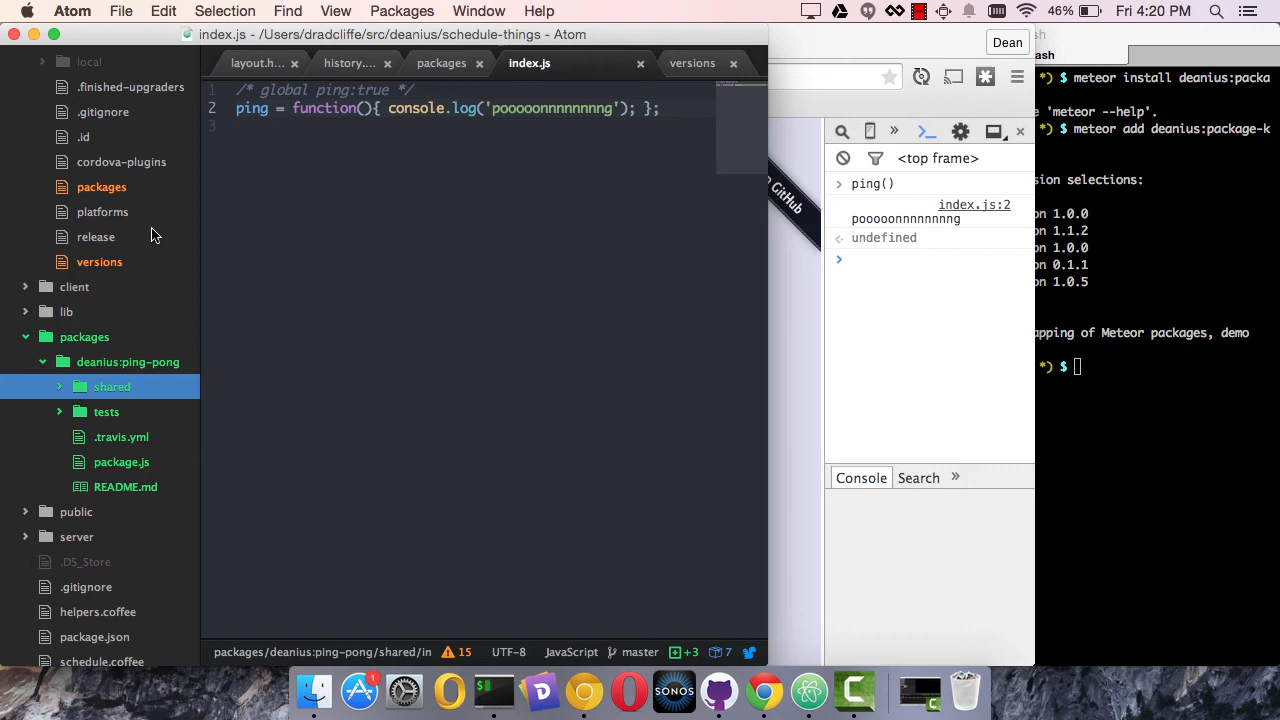 Atom File Edit Selection Find View Packages Window Help 46% Fri 4:20 PM
index.js - /Users/dracliffe/src/deanius/schedule-things - Atom
Dean
ash
layout.h...
history....
packages
index.js
versions
local
.finished-upgraders
.gitignore
.id
cordova-plugins
packages
platforms
release
versions
client
lib
packages
deanius:ping-pong
shared
tests
.travis.yml
package.js
README.md
public
server
.DS_Store
.gitignore
helpers.coffee
package.json
schedule.coffee
1 /* global ping:true */
2 ping = function(){ console.log('pooooonnnnnnnng'); };
3
packages/deanius:ping-pong/shared/in 15 UTF-8 JavaScript master +3 7
GitHub
<top frame>
ping()
index.js:2
pooooonnnnnnnng
undefined
Console Search
*) $ meteor install deanius:packa
e 'meteor --help'.
*) $ meteor add deanius:package-k
sion selections:
on 1.0.0
on 1.1.2
on 1.0.0
on 0.1.1
on 1.0.5
apping of Meteor packages, demo
*) $
1
SONOS